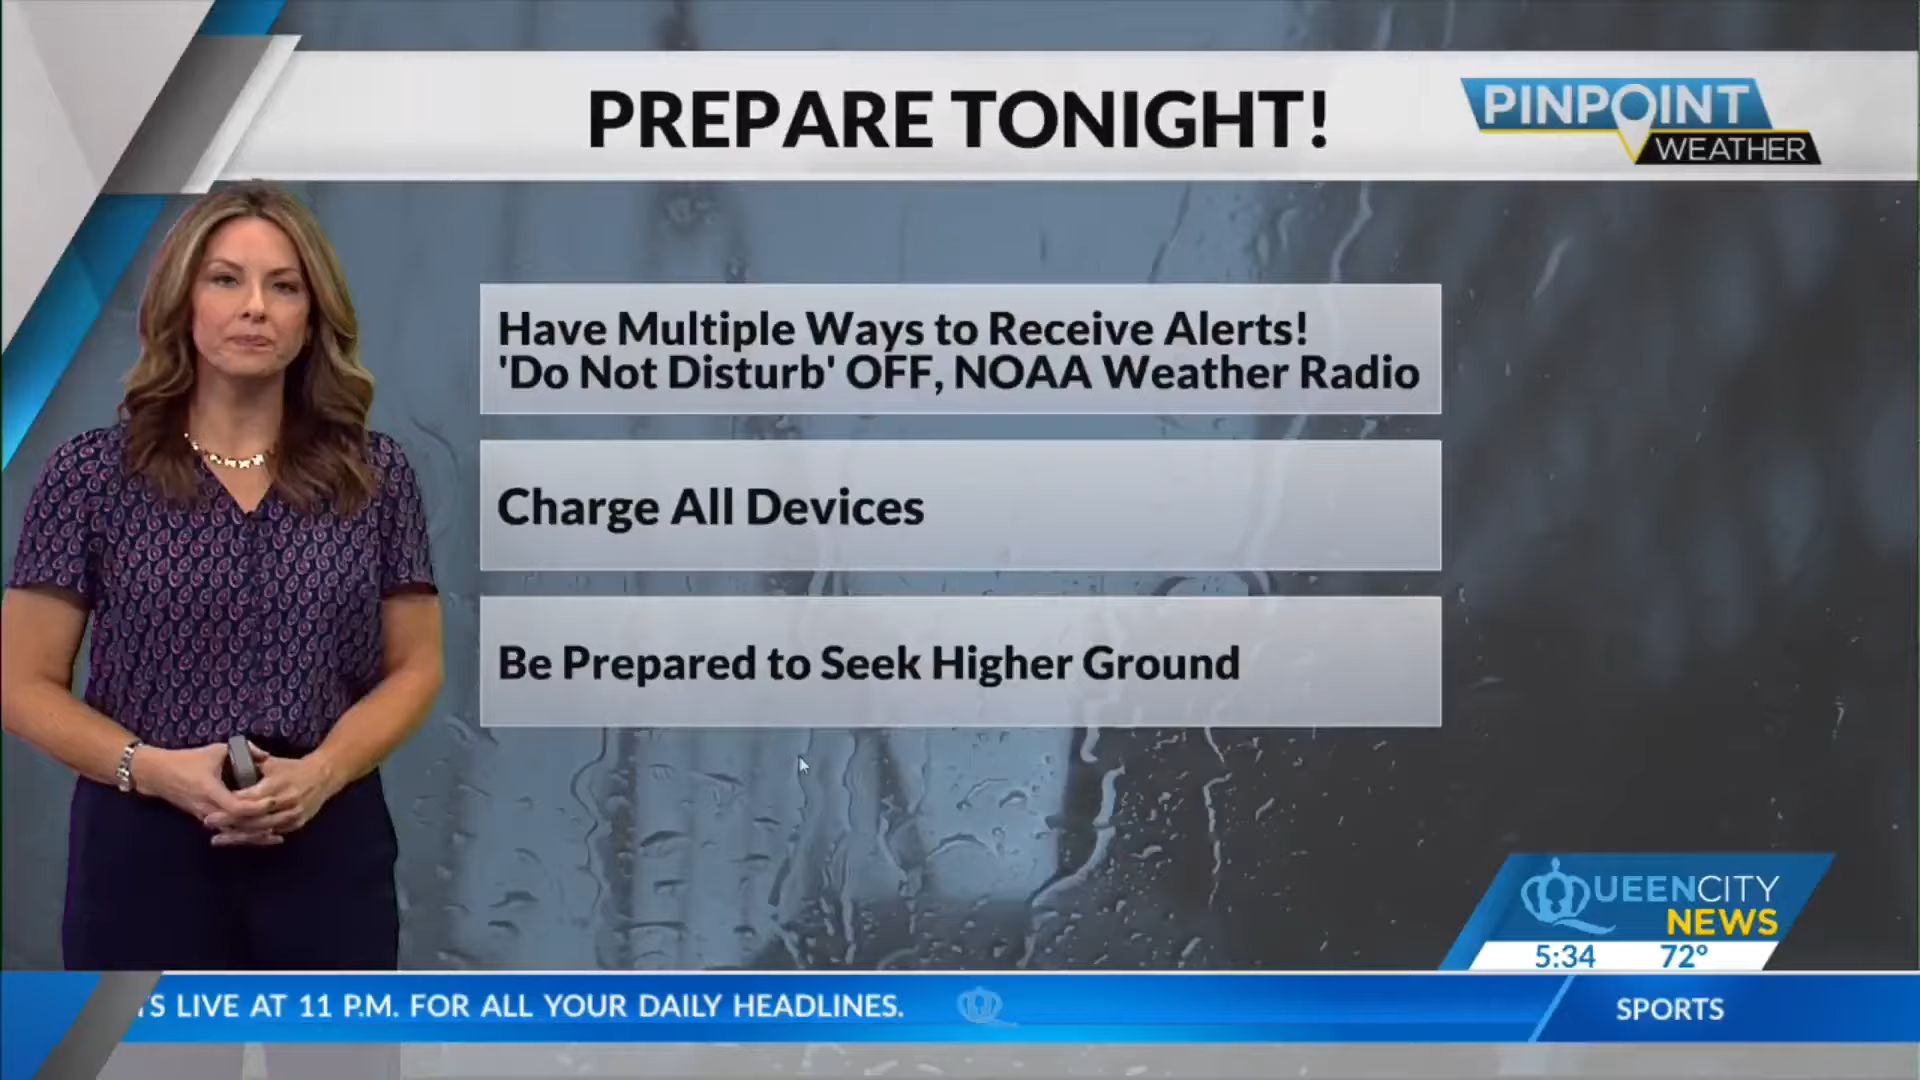 PREPARE TONIGHT!
PINPOINT
WEATHER
Have Multiple Ways to Receive Alerts!
'Do Not Disturb' OFF, NOAA Weather Radio
Charge All Devices
Be Prepared to Seek Higher Ground
QUEENCITY
NEWS
5:34 72°
LIVE AT 11 P.M. FOR ALL YOUR DAILY HEADLINES.
SPORTS